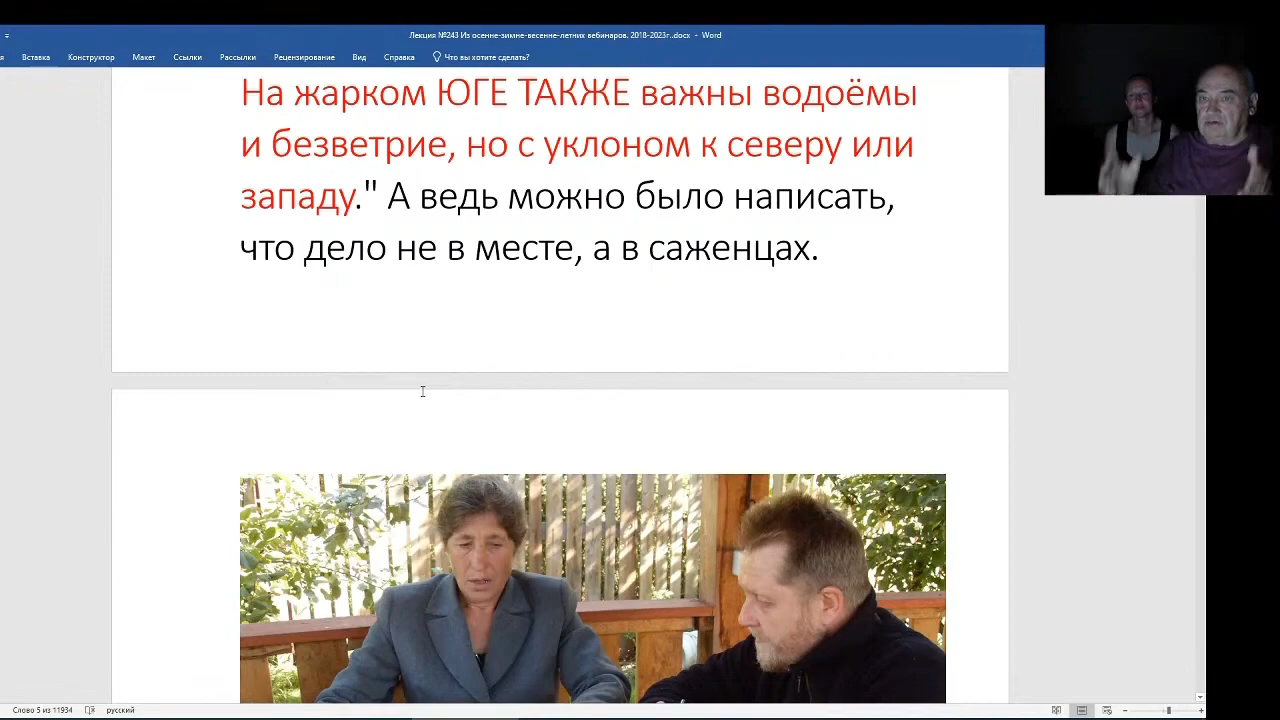 Лекция №243 Из осенне-зимне-весенне-летних вебинаров. 2018-2023г..docx - Word
я Вставка Конструктор Макет Ссылки Рассылки Рецензирование Вид Справка Что вы хотите сделать?
На жарком ЮГЕ ТАКЖЕ важны водоёмы
и безветрие, но с уклоном к северу или
западу." А ведь можно было написать,
что дело не в месте, а в саженцах.
Слово 5 из 11934 русский